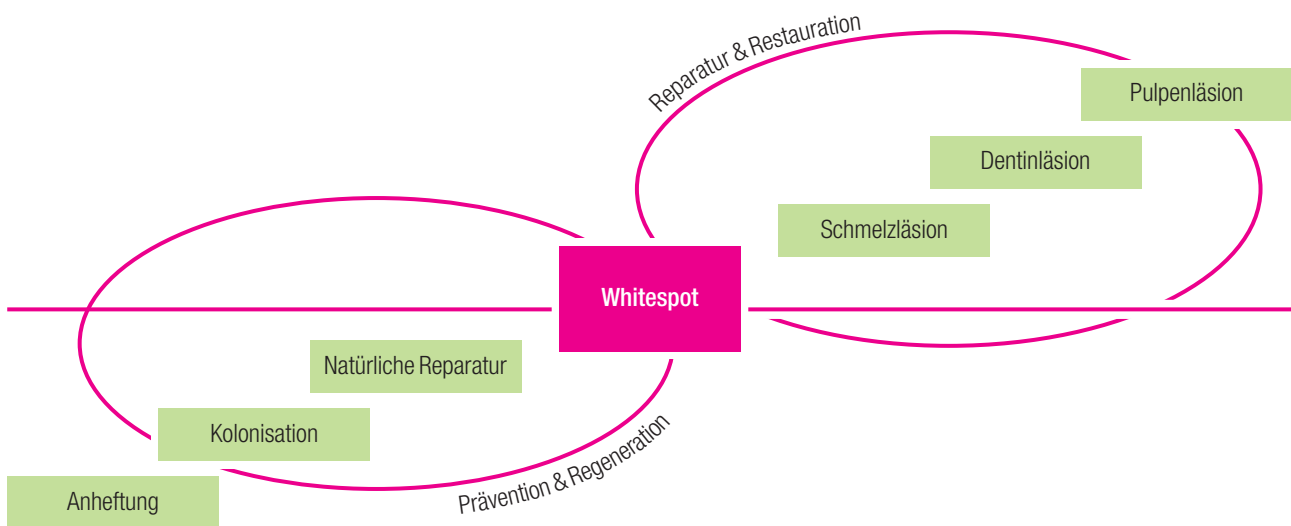 Reparatur & Restauration
Pulpenläsion
Dentinläsion
Schmelzläsion
Whitespot
Natürliche Reparatur
Kolonisation
Prävention & Regeneration
Anheftung